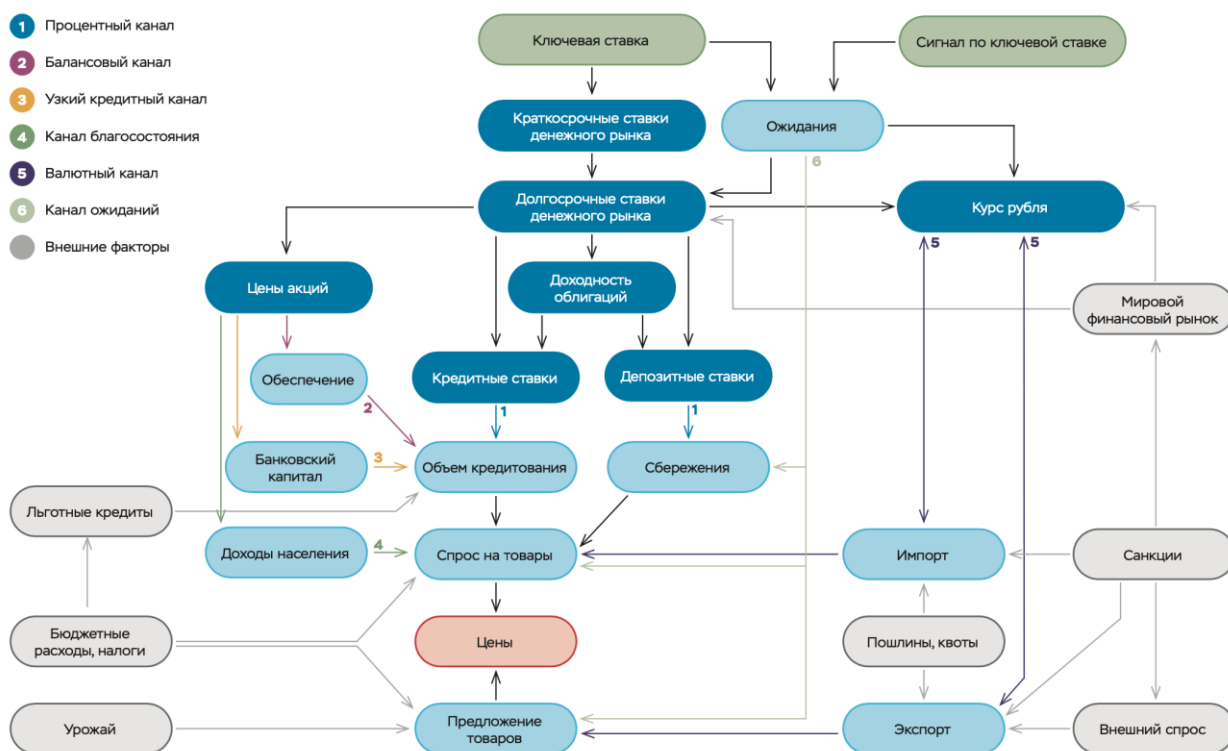 1 Процентный канал
2 Балансовый канал
3 Узкий кредитный канал
4 Канал благосостояния
5 Валютный канал
6 Канал ожиданий
Внешние факторы
Ключевая ставка
Сигнал по ключевой ставке
Краткосрочные ставки
денежного рынка
Ожидания
6
Долгосрочные ставки
денежного рынка
Курс рубля
5
5
Цены акций
Доходность
облигаций
Мировой
финансовый рынок
Обеспечение
2
Кредитные ставки
1
Депозитные ставки
1
Банковский
капитал
3
Объем кредитования
Сбережения
Льготные кредиты
Доходы населения
4
Спрос на товары
Импорт
Санкции
Бюджетные
расходы, налоги
Цены
Пошлины, квоты
Урожай
Предложение
товаров
Экспорт
Внешний спрос